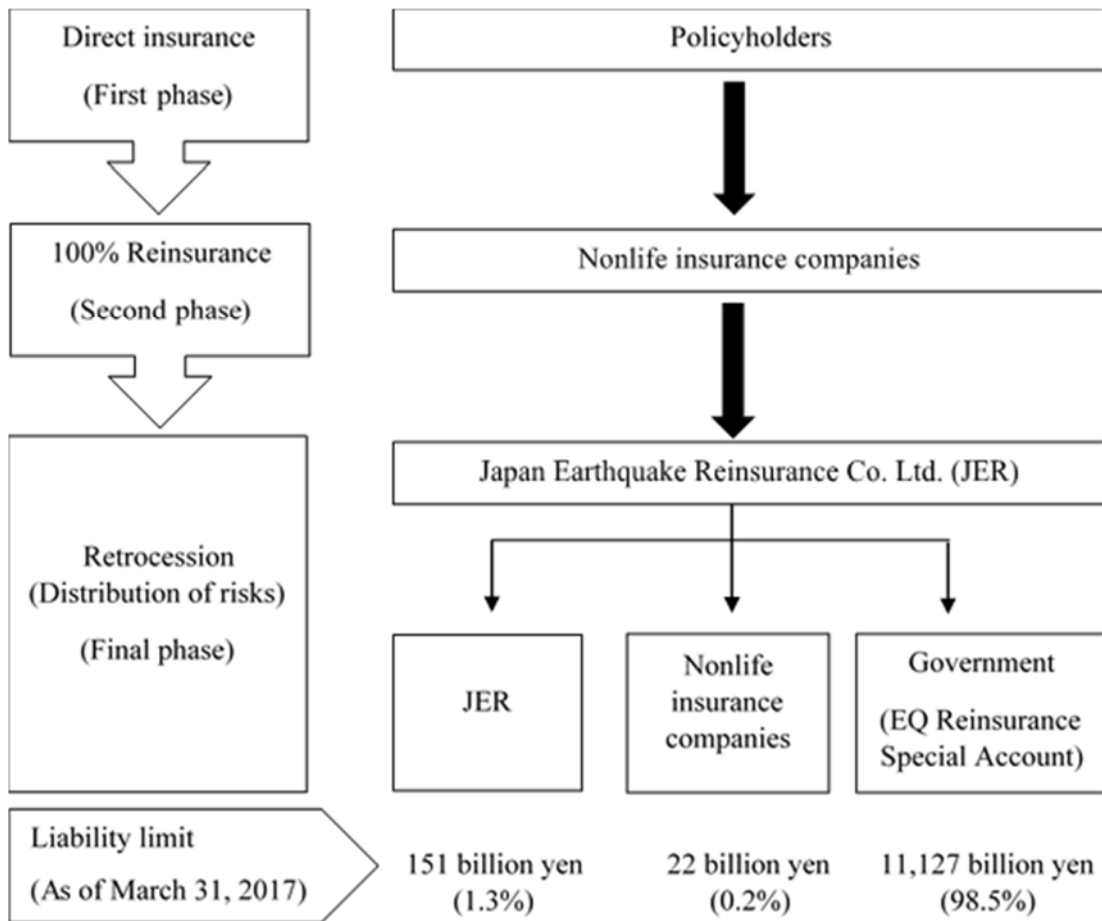 Direct insurance
(First phase)
Policyholders
100% Reinsurance
(Second phase)
Nonlife insurance companies
Japan Earthquake Reinsurance Co. Ltd. (JER)
Retrocession
(Distribution of risks)
(Final phase)
JER
Nonlife
insurance
companies
Government
(EQ Reinsurance
Special Account)
Liability limit
(As of March 31, 2017)
151 billion yen
(1.3%)
22 billion yen
(0.2%)
11,127 billion yen
(98.5%)